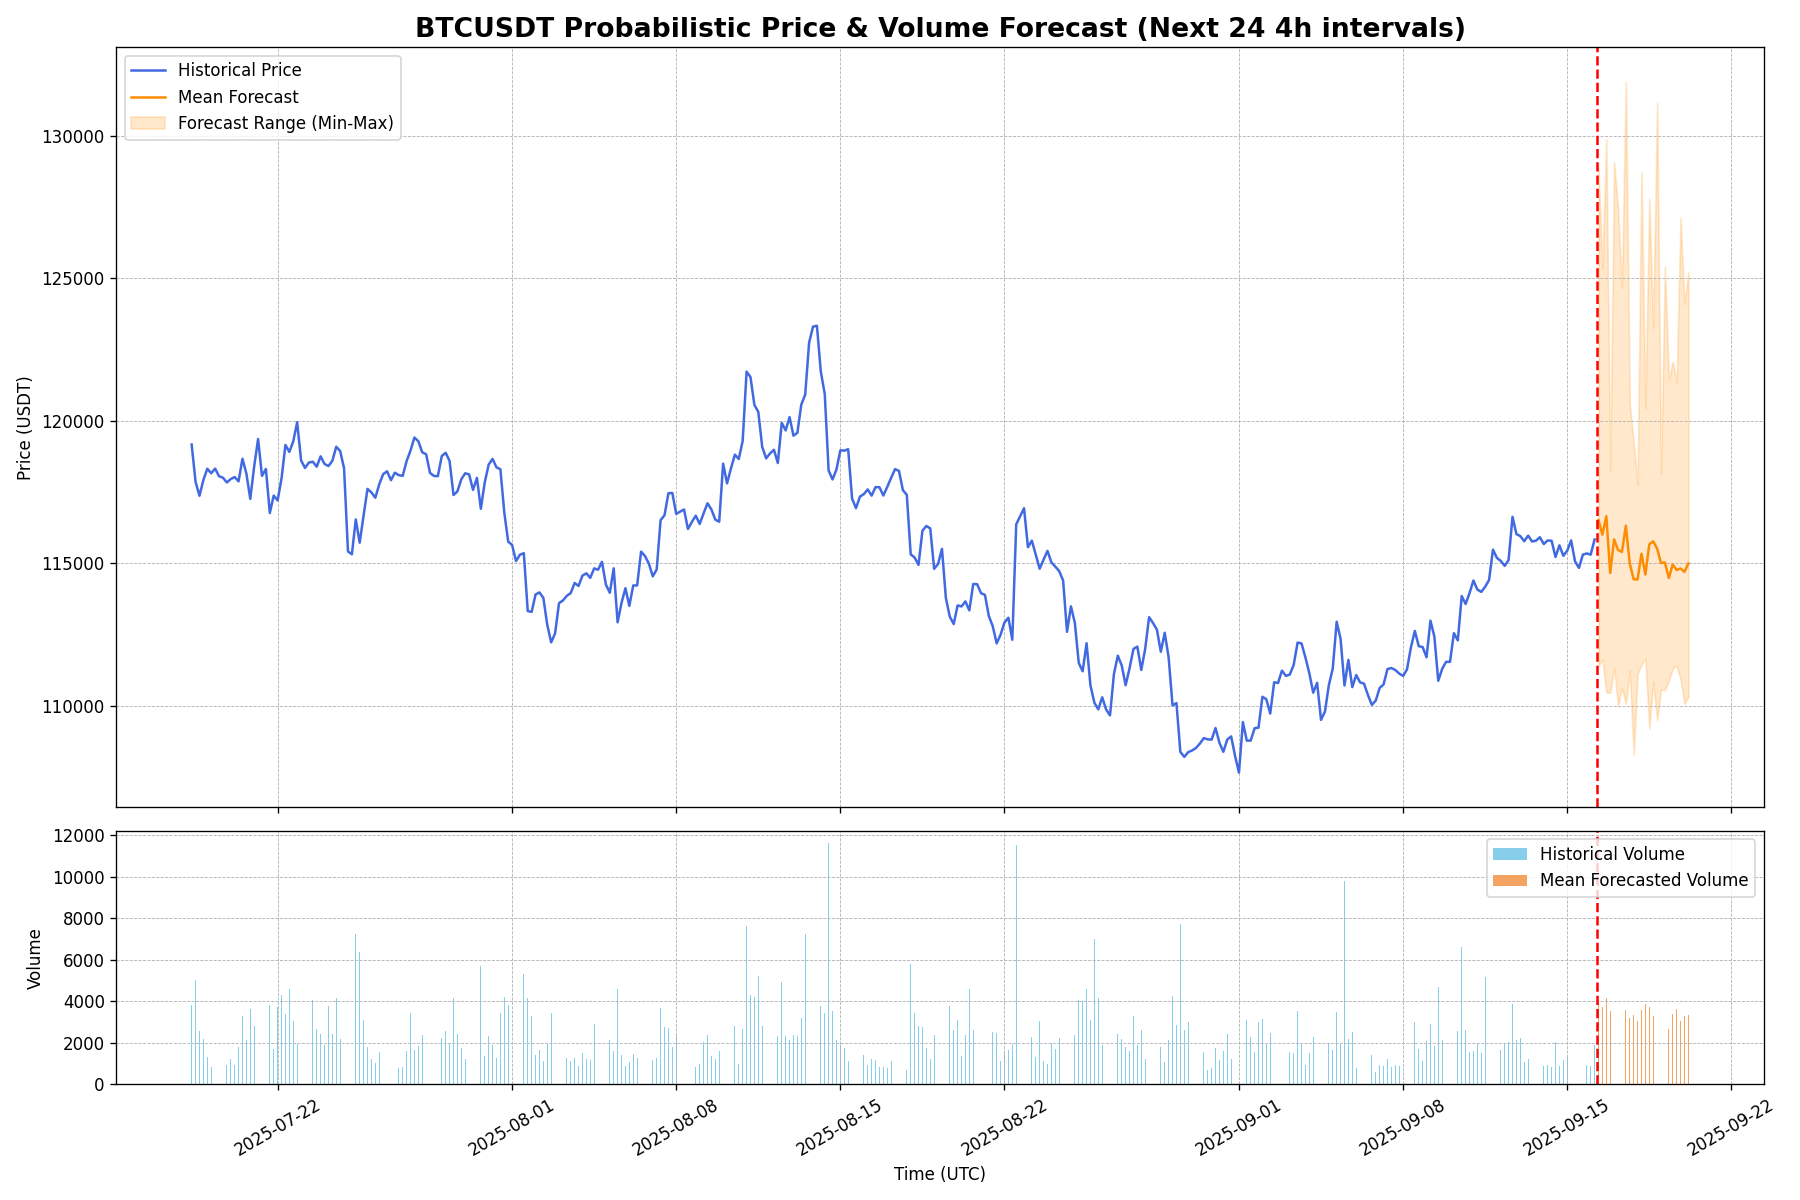 BTCUSDT Probabilistic Price & Volume Forecast (Next 24 4h intervals)
Historical Price
Mean Forecast
Forecast Range (Min-Max)
Price (USDT)
130000
125000
120000
115000
110000
Historical Volume
Mean Forecasted Volume
Volume
12000
10000
8000
6000
4000
2000
0
2025-07-22
2025-08-01
2025-08-08
2025-08-15
2025-08-22
2025-09-01
2025-09-08
2025-09-15
2025-09-22
Time (UTC)